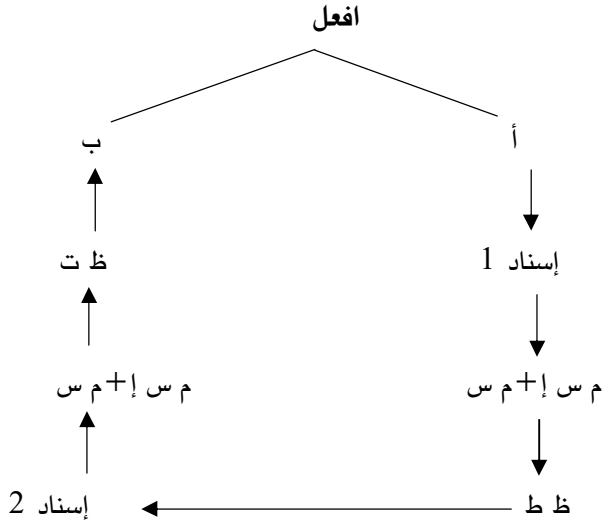 افعل
أ ب
إسناد 1 ظ ت
م س إ+م س م س إ+م س
ظ ط إسناد 2